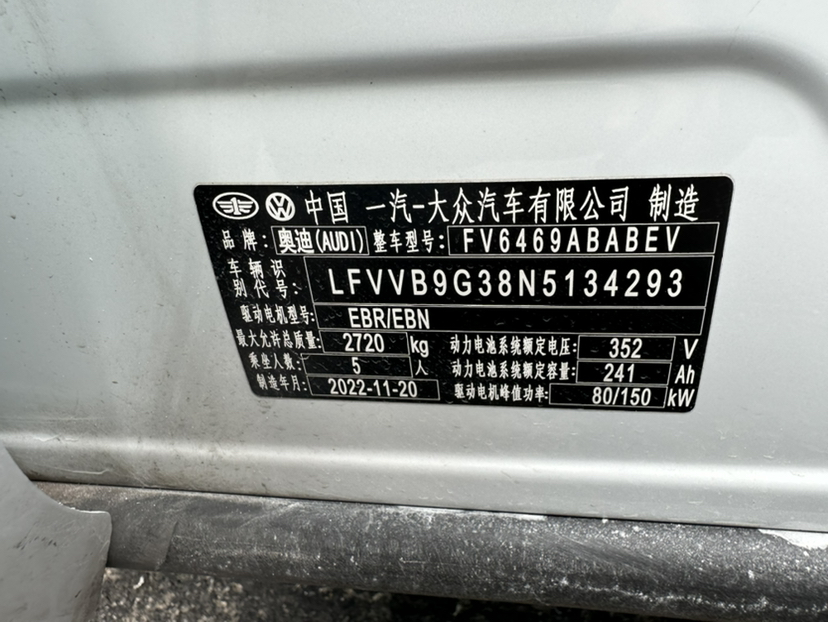 中国 一汽-大众汽车有限公司 制造
品牌: 奥迪(AUDI) 整车型号: FV6469ABABEV
车辆识别代号: LFVVB9G38N5134293
驱动电机型号: EBR/EBN
最大允许总质量: 2720 kg 动力电池系统额定电压: 352 V
乘坐人数: 5 人 动力电池系统额定容量: 241 Ah
制造年月: 2022-11-20 驱动电机峰值功率: 80/150 kW